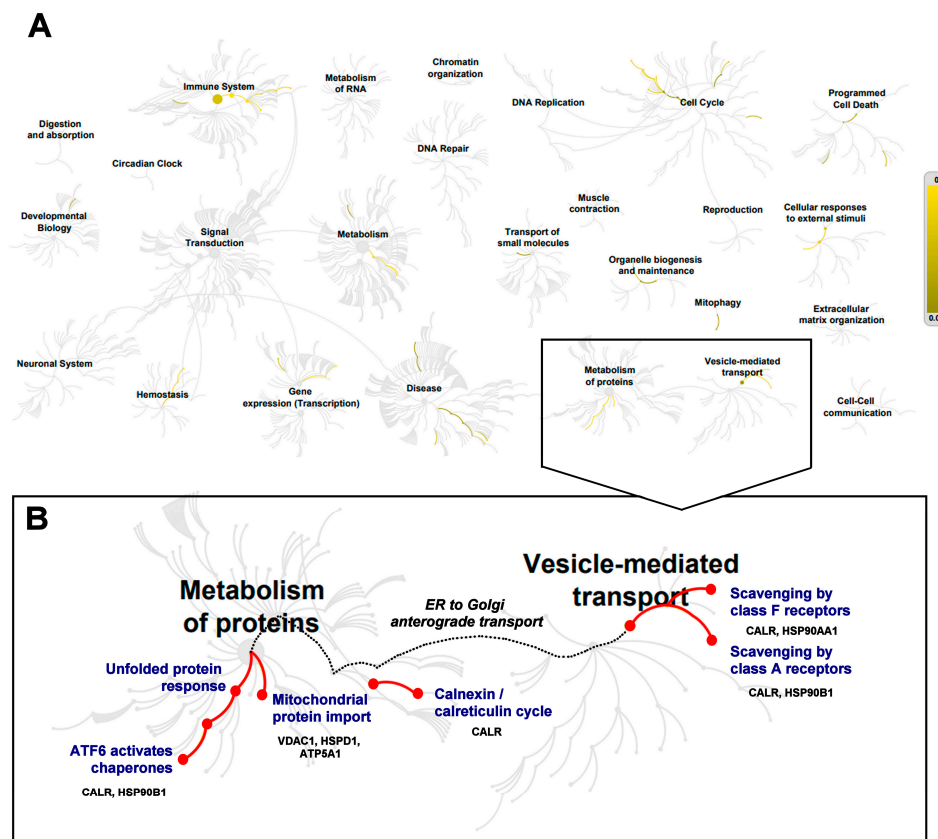 A
Immune System
Metabolism
of RNA
Chromatin
organization
DNA Replication
Cell Cycle
Programmed
Cell Death
Digestion
and absorption
Circadian Clock
DNA Repair
Developmental
Biology
Signal
Transduction
Metabolism
Transport of
small molecules
Muscle
contraction
Reproduction
Cellular responses
to external stimuli
Organelle biogenesis
and maintenance
Mitophagy
Extracellular
matrix organization
0
0.0
Neuronal System
Hemostasis
Gene
expression (Transcription)
Disease
Metabolism
of proteins
Vesicle-mediated
transport
Cell-Cell
communication
B
Metabolism
of proteins
ER to Golgi
anterograde transport
Vesicle-mediated
transport
Scavenging by
class F receptors
CALR, HSP90AA1
Scavenging by
class A receptors
CALR, HSP90B1
Unfolded protein
response
Mitochondrial
protein import
VDAC1, HSPD1,
ATP5A1
Calnexin /
calreticulin cycle
CALR
ATF6 activates
chaperones
CALR, HSP90B1